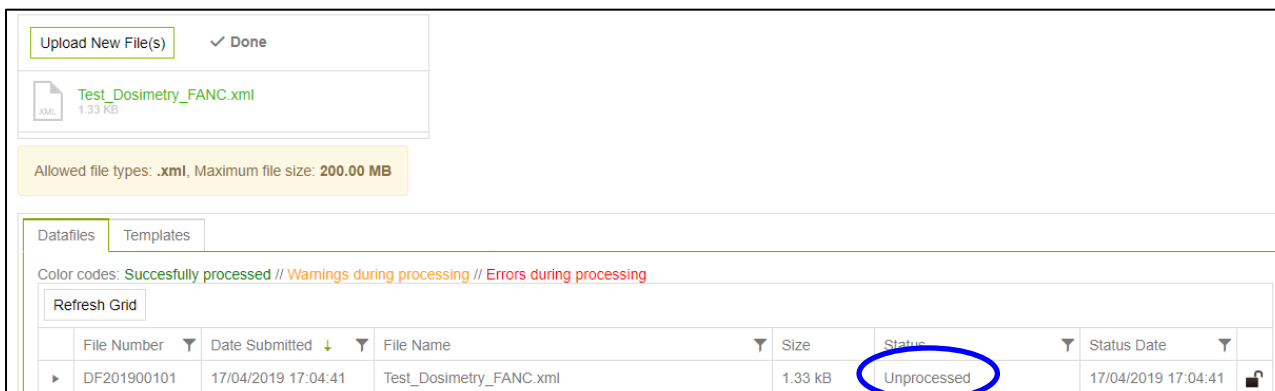 Upload New File(s) ✓ Done
XML Test_Dosimetry_FANC.xml
1.33 KB
Allowed file types: .xml, Maximum file size: 200.00 MB
Datafiles Templates
Color codes: Succesfully processed // Warnings during processing // Errors during processing
Refresh Grid
File Number Date Submitted ↓ File Name Size Status Status Date
DF201900101 17/04/2019 17:04:41 Test_Dosimetry_FANC.xml 1.33 kB Unprocessed 17/04/2019 17:04:41